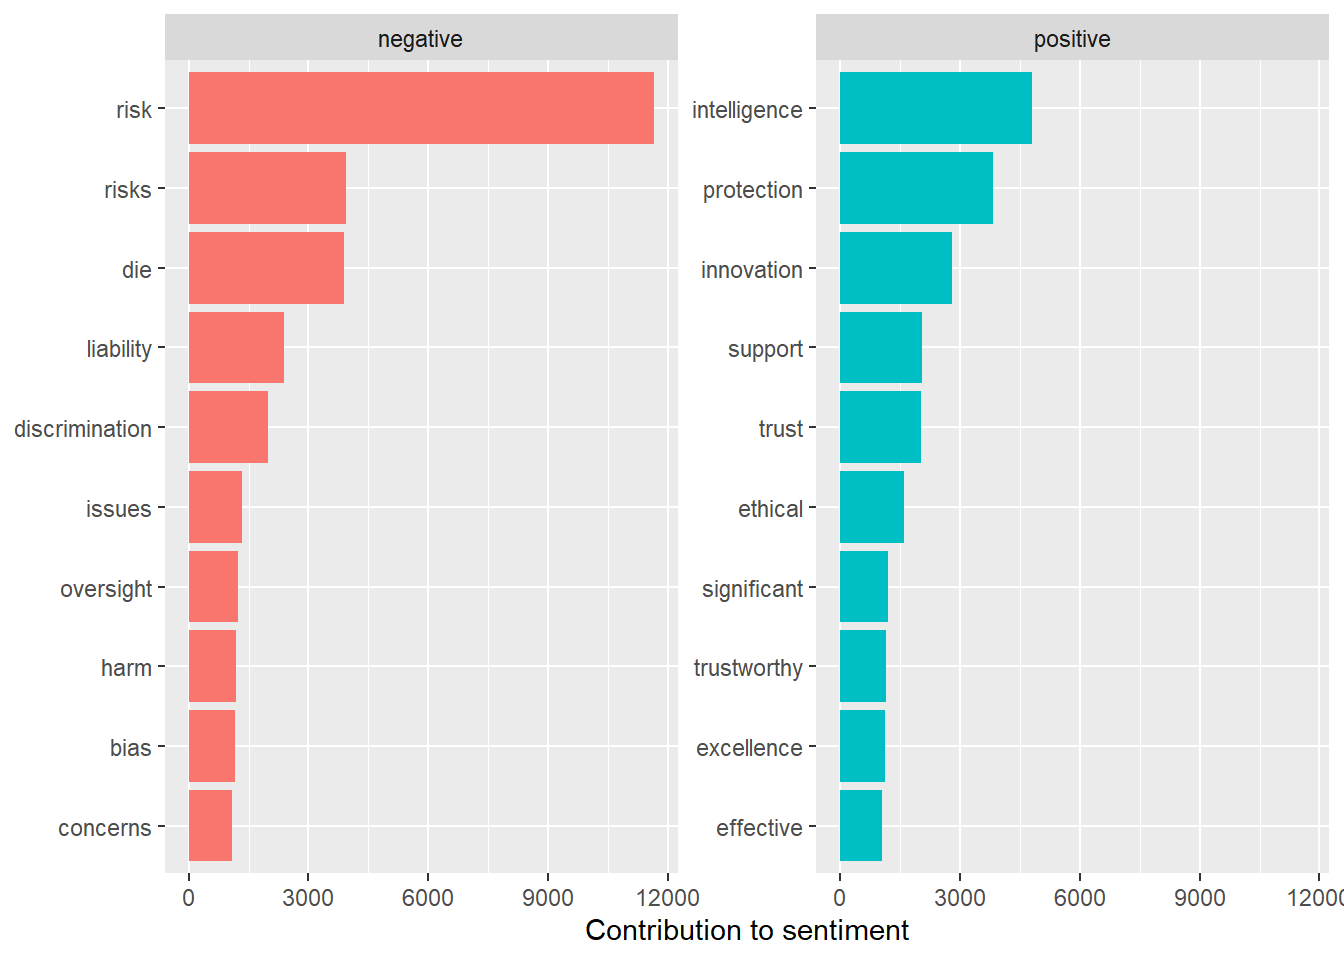 negative
risk
risks
die
liability
discrimination
issues
oversight
harm
bias
concerns
0 3000 6000 9000 12000
positive
intelligence
protection
innovation
support
trust
ethical
significant
trustworthy
excellence
effective
0 3000 6000 9000 12000
Contribution to sentiment